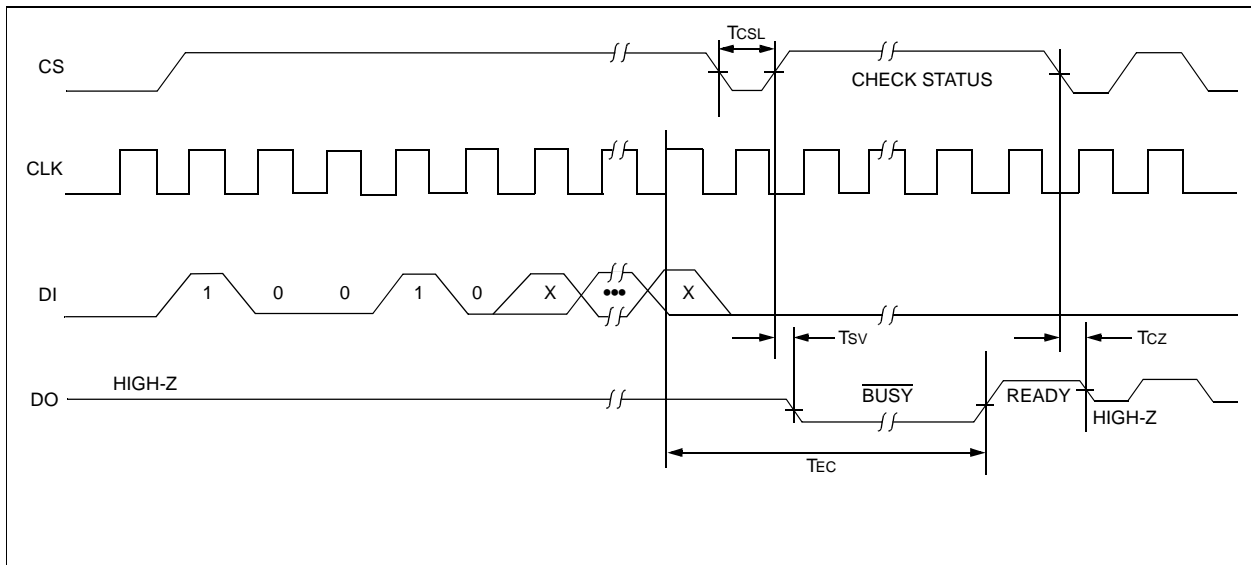 TCSL
CS
CHECK STATUS
CLK
DI
1 0 0 1 0 X ••• X
TSV
TCZ
HIGH-Z
DO
BUSY
READY
HIGH-Z
TEC